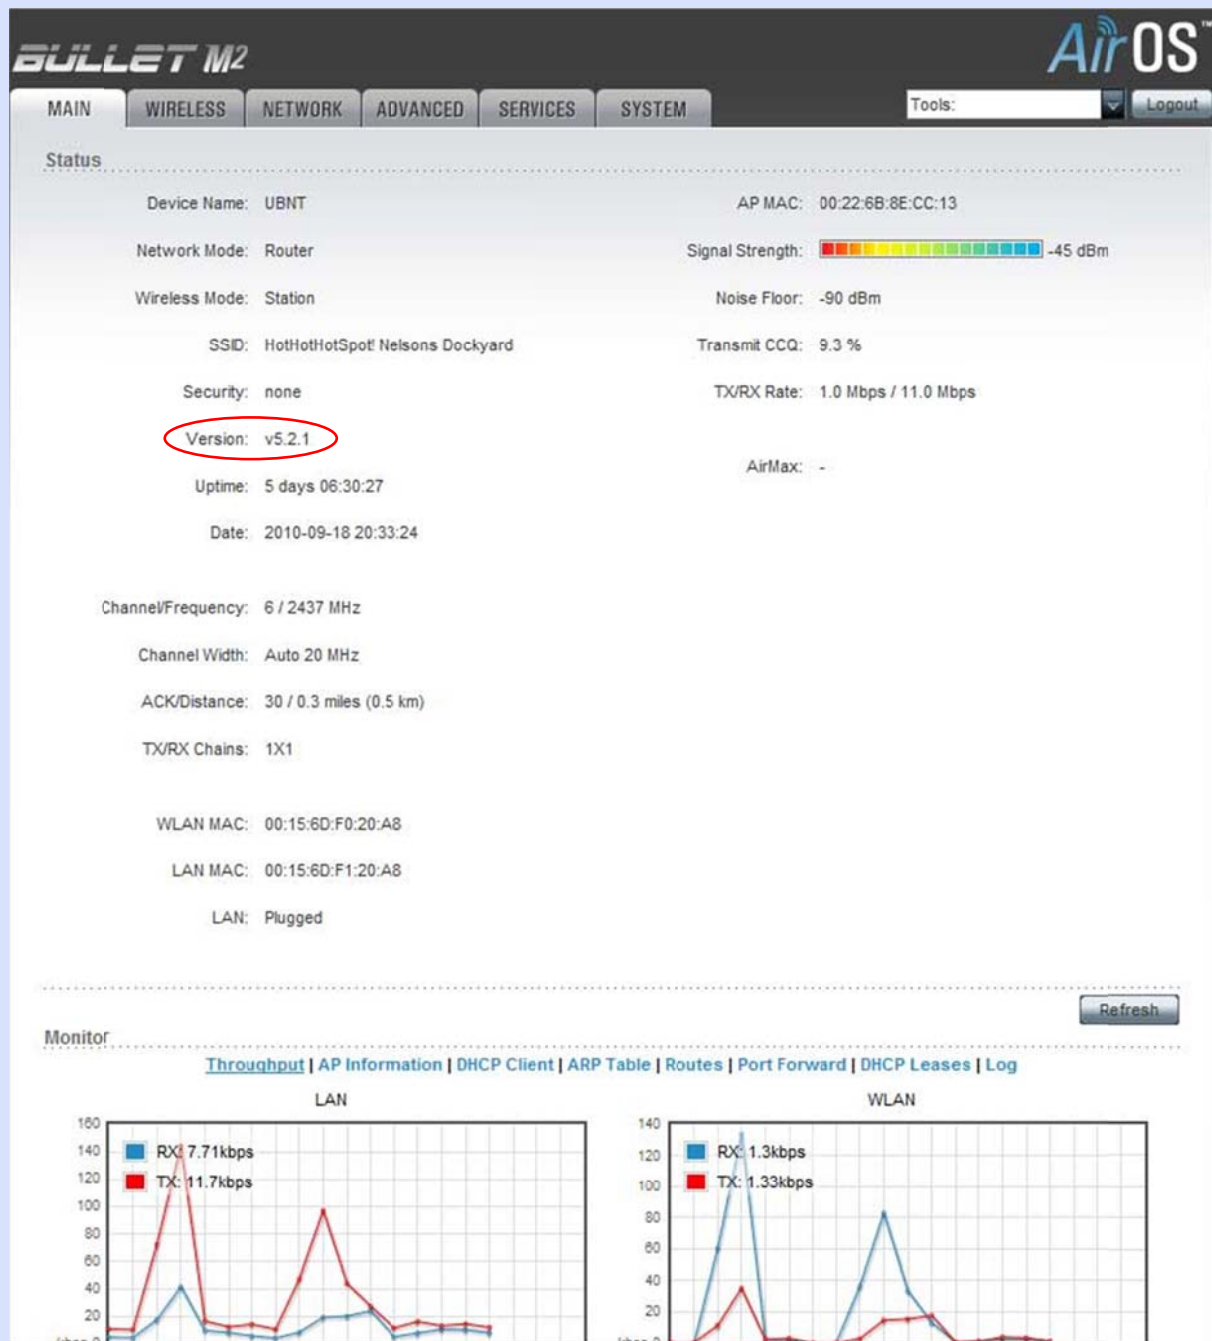 BULLET M2
AirOS™
MAIN WIRELESS NETWORK ADVANCED SERVICES SYSTEM Tools: Logout
Status
Device Name: UBNT
Network Mode: Router
Wireless Mode: Station
SSID: HotHotHotSpot! Nelsons Dockyard
Security: none
Version: v5.2.1
Uptime: 5 days 06:30:27
Date: 2010-09-18 20:33:24
Channel/Frequency: 6 / 2437 MHz
Channel Width: Auto 20 MHz
ACK/Distance: 30 / 0.3 miles (0.5 km)
TX/RX Chains: 1X1
WLAN MAC: 00:15:6D:F0:20:A8
LAN MAC: 00:15:6D:F1:20:A8
LAN: Plugged
AP MAC: 00:22:6B:8E:CC:13
Signal Strength: -45 dBm
Noise Floor: -90 dBm
Transmit CCQ: 9.3 %
TX/RX Rate: 1.0 Mbps / 11.0 Mbps
AirMax: -
Refresh
Monitor
Throughput | AP Information | DHCP Client | ARP Table | Routes | Port Forward | DHCP Leases | Log
LAN
160
140
120
100
80
60
40
20
RX: 7.71kbps
TX: 11.7kbps
WLAN
140
120
100
80
60
40
20
RX: 1.3kbps
TX: 1.33kbps